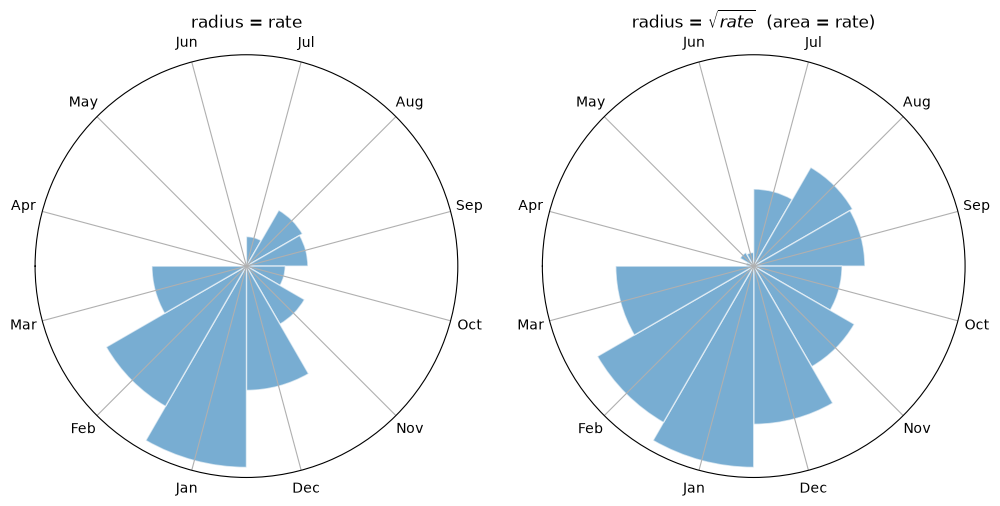 radius = rate
Jun
Jul
May
Aug
Apr
Sep
Mar
Oct
Feb
Nov
Jan
Dec
radius = √rate (area = rate)
Jun
Jul
May
Aug
Apr
Sep
Mar
Oct
Feb
Nov
Jan
Dec